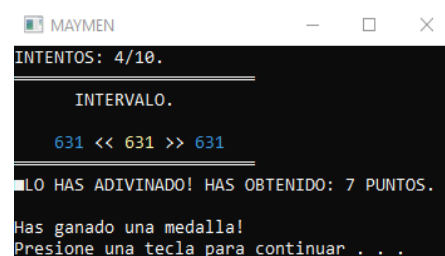 MAYMEN
INTENTOS: 4/10.
INTERVALO.
631 << 631 >> 631
■LO HAS ADIVINADO! HAS OBTENIDO: 7 PUNTOS.
Has ganado una medalla!
Presione una tecla para continuar . . .